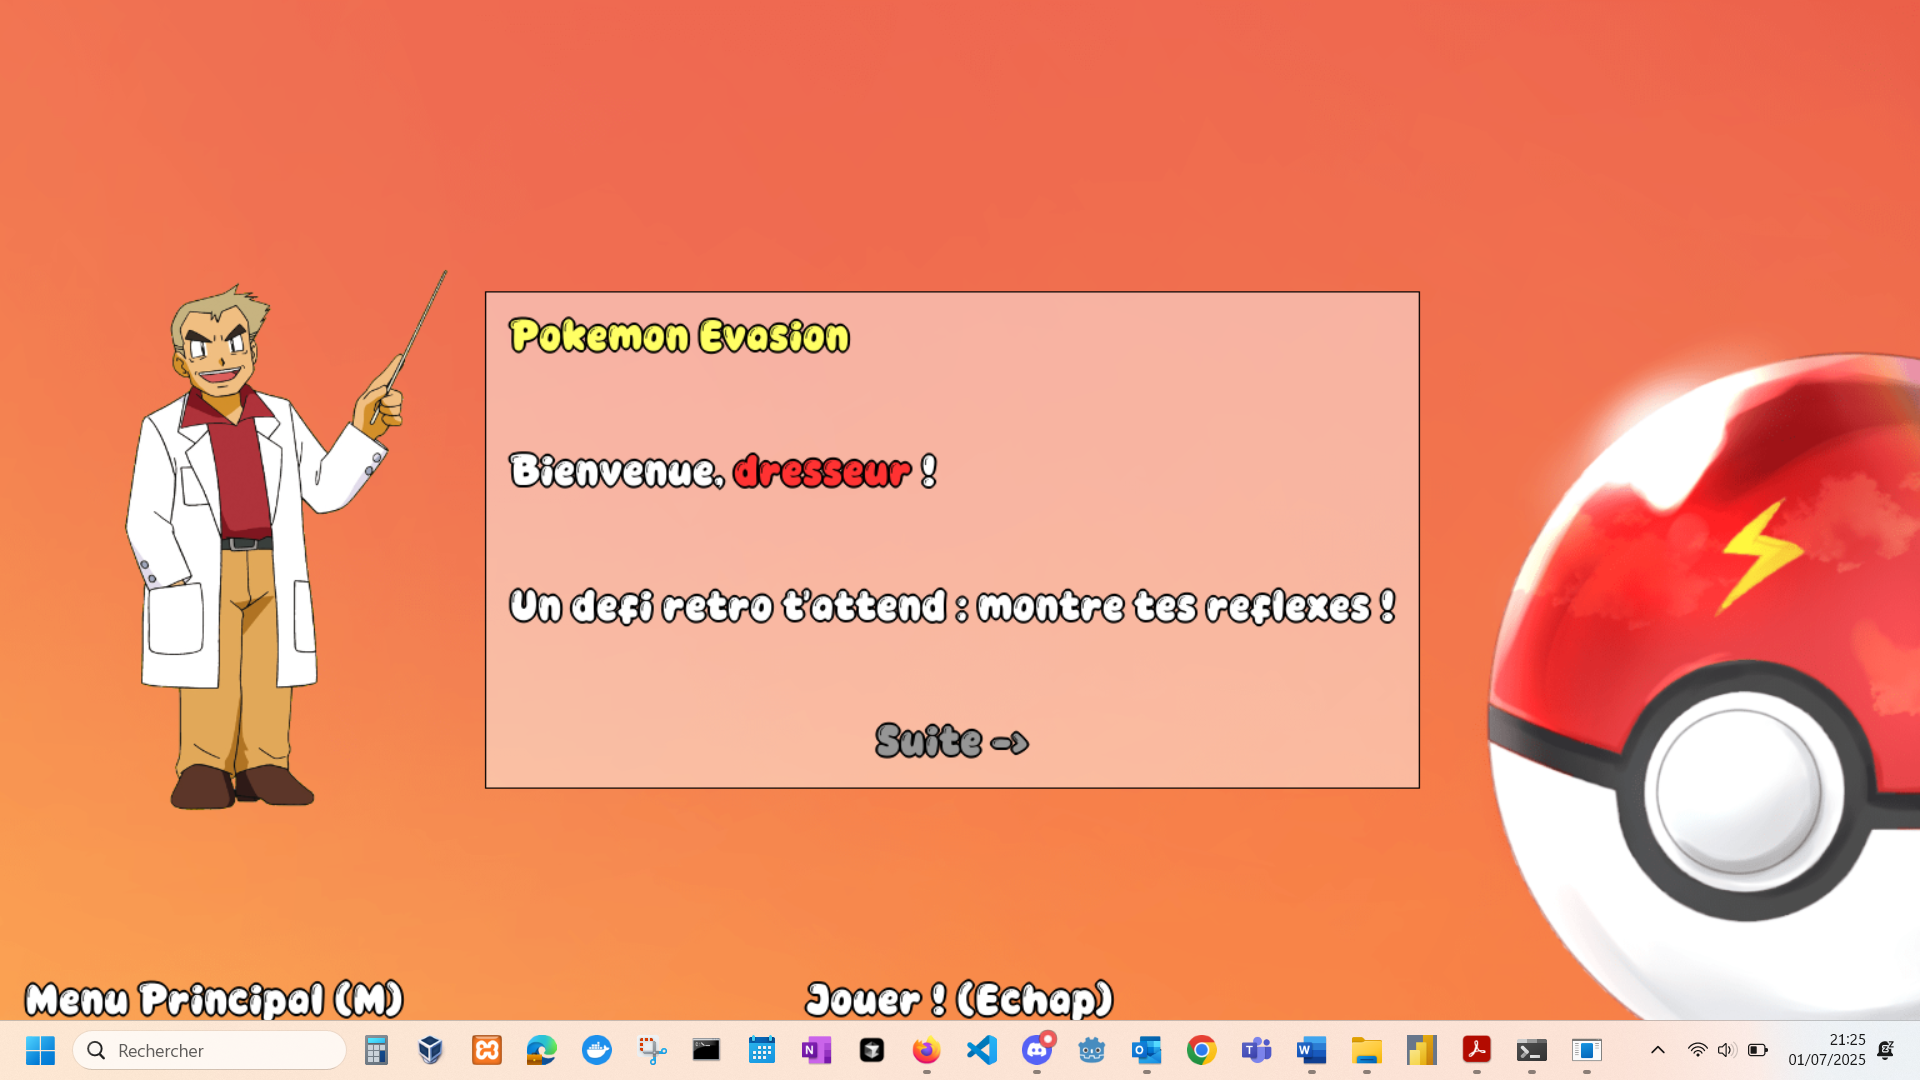 Pokemon Evasion
Bienvenue, dresseur !
Un defi retro t'attend : montre tes reflexes !
Suite ->
Menu Principal (M)
Jouer ! (Echap)
Rechercher
21:25
01/07/2025